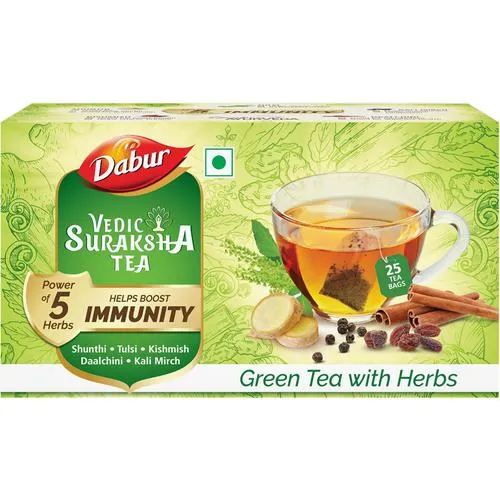 Dabur
VEDIC
SURAKSHA
TEA
Power
of 5
Herbs
HELPS BOOST
IMMUNITY
Shunthi • Tulsi • Kishmish
Daalchini • Kali Mirch
25
TEA
BAGS
Green Tea with Herbs